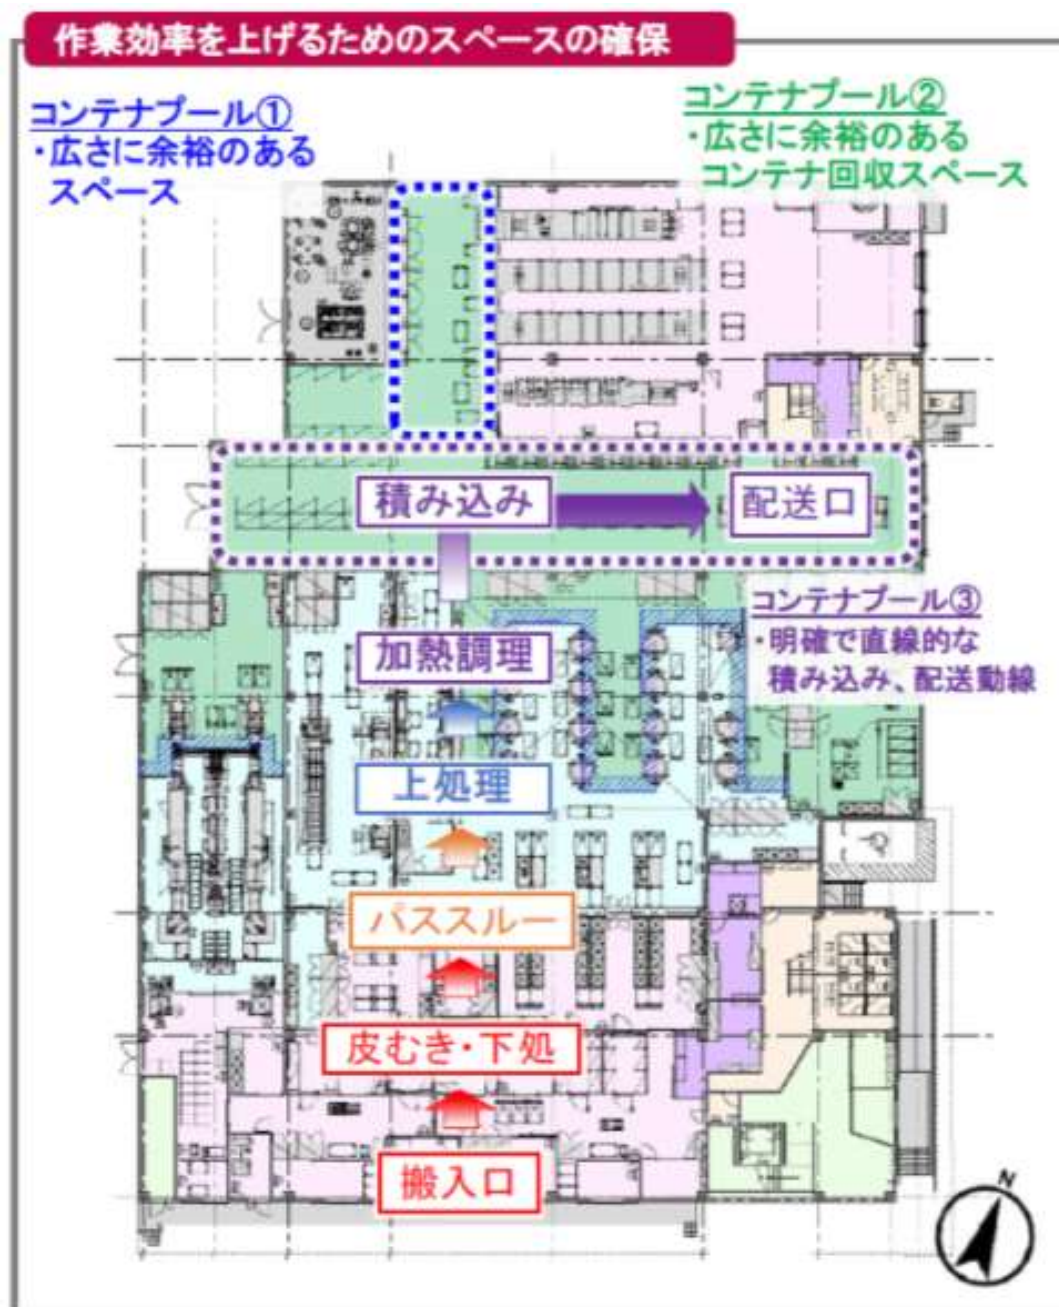 作業効率を上げるためのスペースの確保
コンテナプール①
・広さに余裕のある
スペース
コンテナプール②
・広さに余裕のある
コンテナ回収スペース
積み込み
配送口
コンテナプール③
・明確で直線的な
積み込み、配送動線
加熱調理
上処理
パススルー
皮むき・下処
搬入口
N